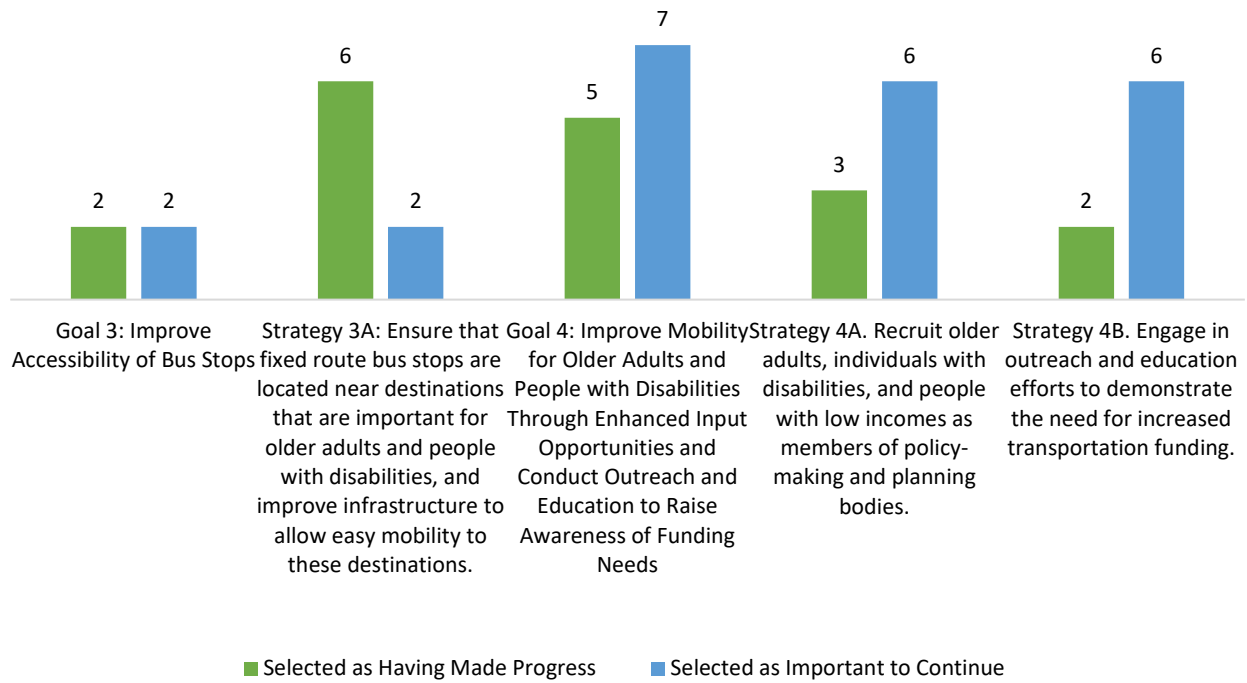 7
6
6
6
5
3
2
2
2
2
Goal 3: Improve
Accessibility of Bus Stops
Strategy 3A: Ensure that
fixed route bus stops are
located near destinations
that are important for
older adults and people
with disabilities, and
improve infrastructure to
allow easy mobility to
these destinations.
Goal 4: Improve Mobility
for Older Adults and
People with Disabilities
Through Enhanced Input
Opportunities and
Conduct Outreach and
Education to Raise
Awareness of Funding
Needs
Strategy 4A. Recruit older
adults, individuals with
disabilities, and people
with low incomes as
members of policy-
making and planning
bodies.
Strategy 4B. Engage in
outreach and education
efforts to demonstrate
the need for increased
transportation funding.
Selected as Having Made Progress
Selected as Important to Continue